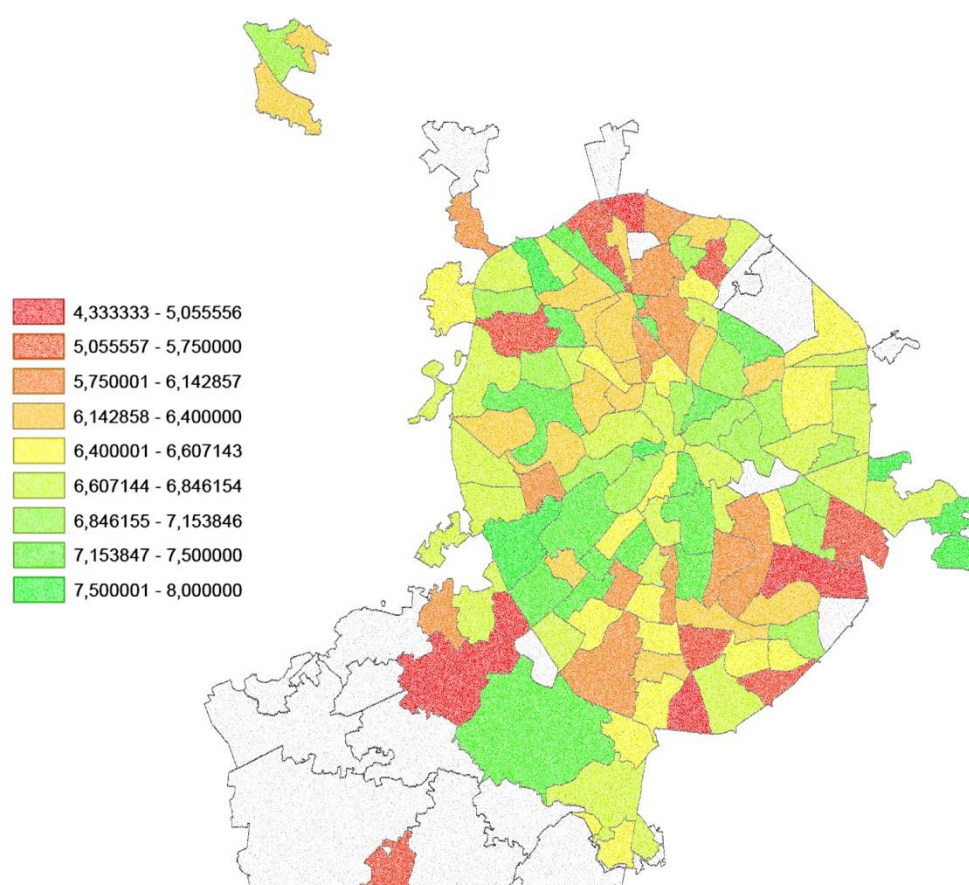 4,333333 - 5,055556
5,055557 - 5,750000
5,750001 - 6,142857
6,142858 - 6,400000
6,400001 - 6,607143
6,607144 - 6,846154
6,846155 - 7,153846
7,153847 - 7,500000
7,500001 - 8,000000